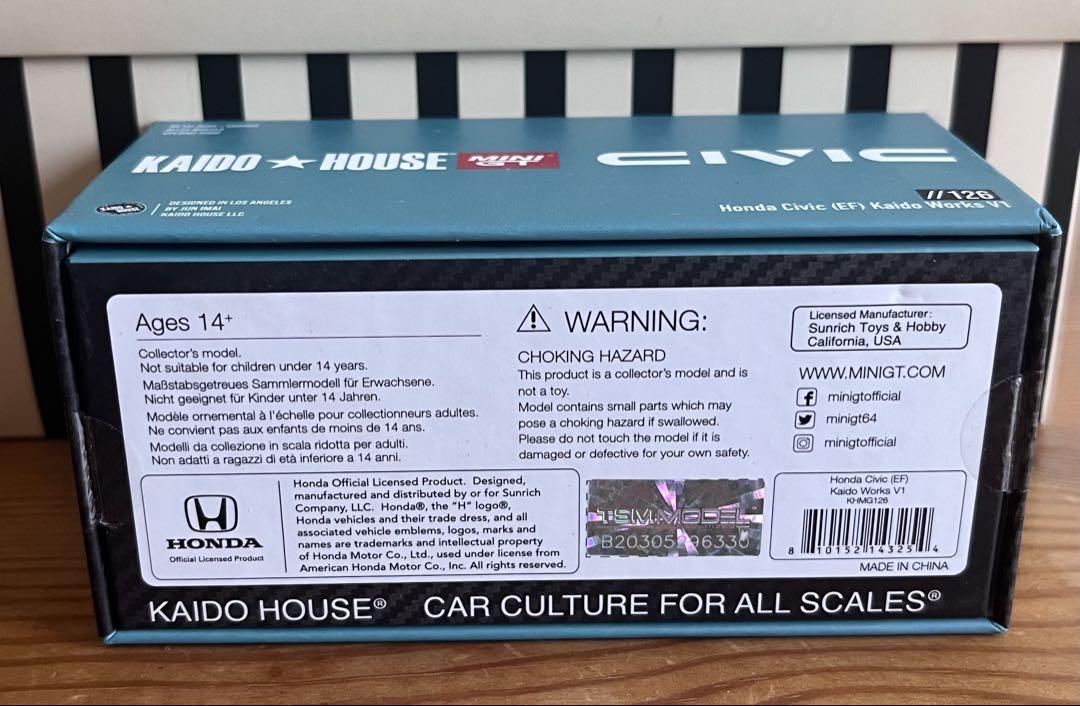 KAIDO ★ HOUSE MINI GT CIVIC
//126
DESIGNED IN LOS ANGELES
BY JUN IMAI
KAIDO HOUSE LLC
Honda Civic (EF) Kaido Works V1
Ages 14+
Collector's model.
Not suitable for children under 14 years.
Maßstabsgetreues Sammlermodell für Erwachsene.
Nicht geeignet für Kinder unter 14 Jahren.
Modèle ornemental à l'échelle pour collectionneurs adultes.
Ne convient pas aux enfants de moins de 14 ans.
Modelli da collezione in scala ridotta per adulti.
Non adatti a ragazzi di età inferiore a 14 anni.
⚠ WARNING:
CHOKING HAZARD
This product is a collector's model and is
not a toy.
Model contains small parts which may
pose a choking hazard if swallowed.
Please do not touch the model if it is
damaged or defective for your own safety.
Licensed Manufacturer:
Sunrich Toys & Hobby
California, USA
WWW.MINIGT.COM
minigtofficial
minigt64
minigtofficial
HONDA
Official Licensed Product
Honda Official Licensed Product. Designed,
manufactured and distributed by or for Sunrich
Company, LLC. Honda®, the "H" logo®,
Honda vehicles and their trade dress, and all
associated vehicle emblems, logos, marks and
names are trademarks and intellectual property
of Honda Motor Co., Ltd., used under license from
American Honda Motor Co., Inc. All rights reserved.
TSM-MODEL
Honda Civic (EF)
Kaido Works V1
KHMG126
8 10152 14325 4
MADE IN CHINA
KAIDO HOUSE® CAR CULTURE FOR ALL SCALES®